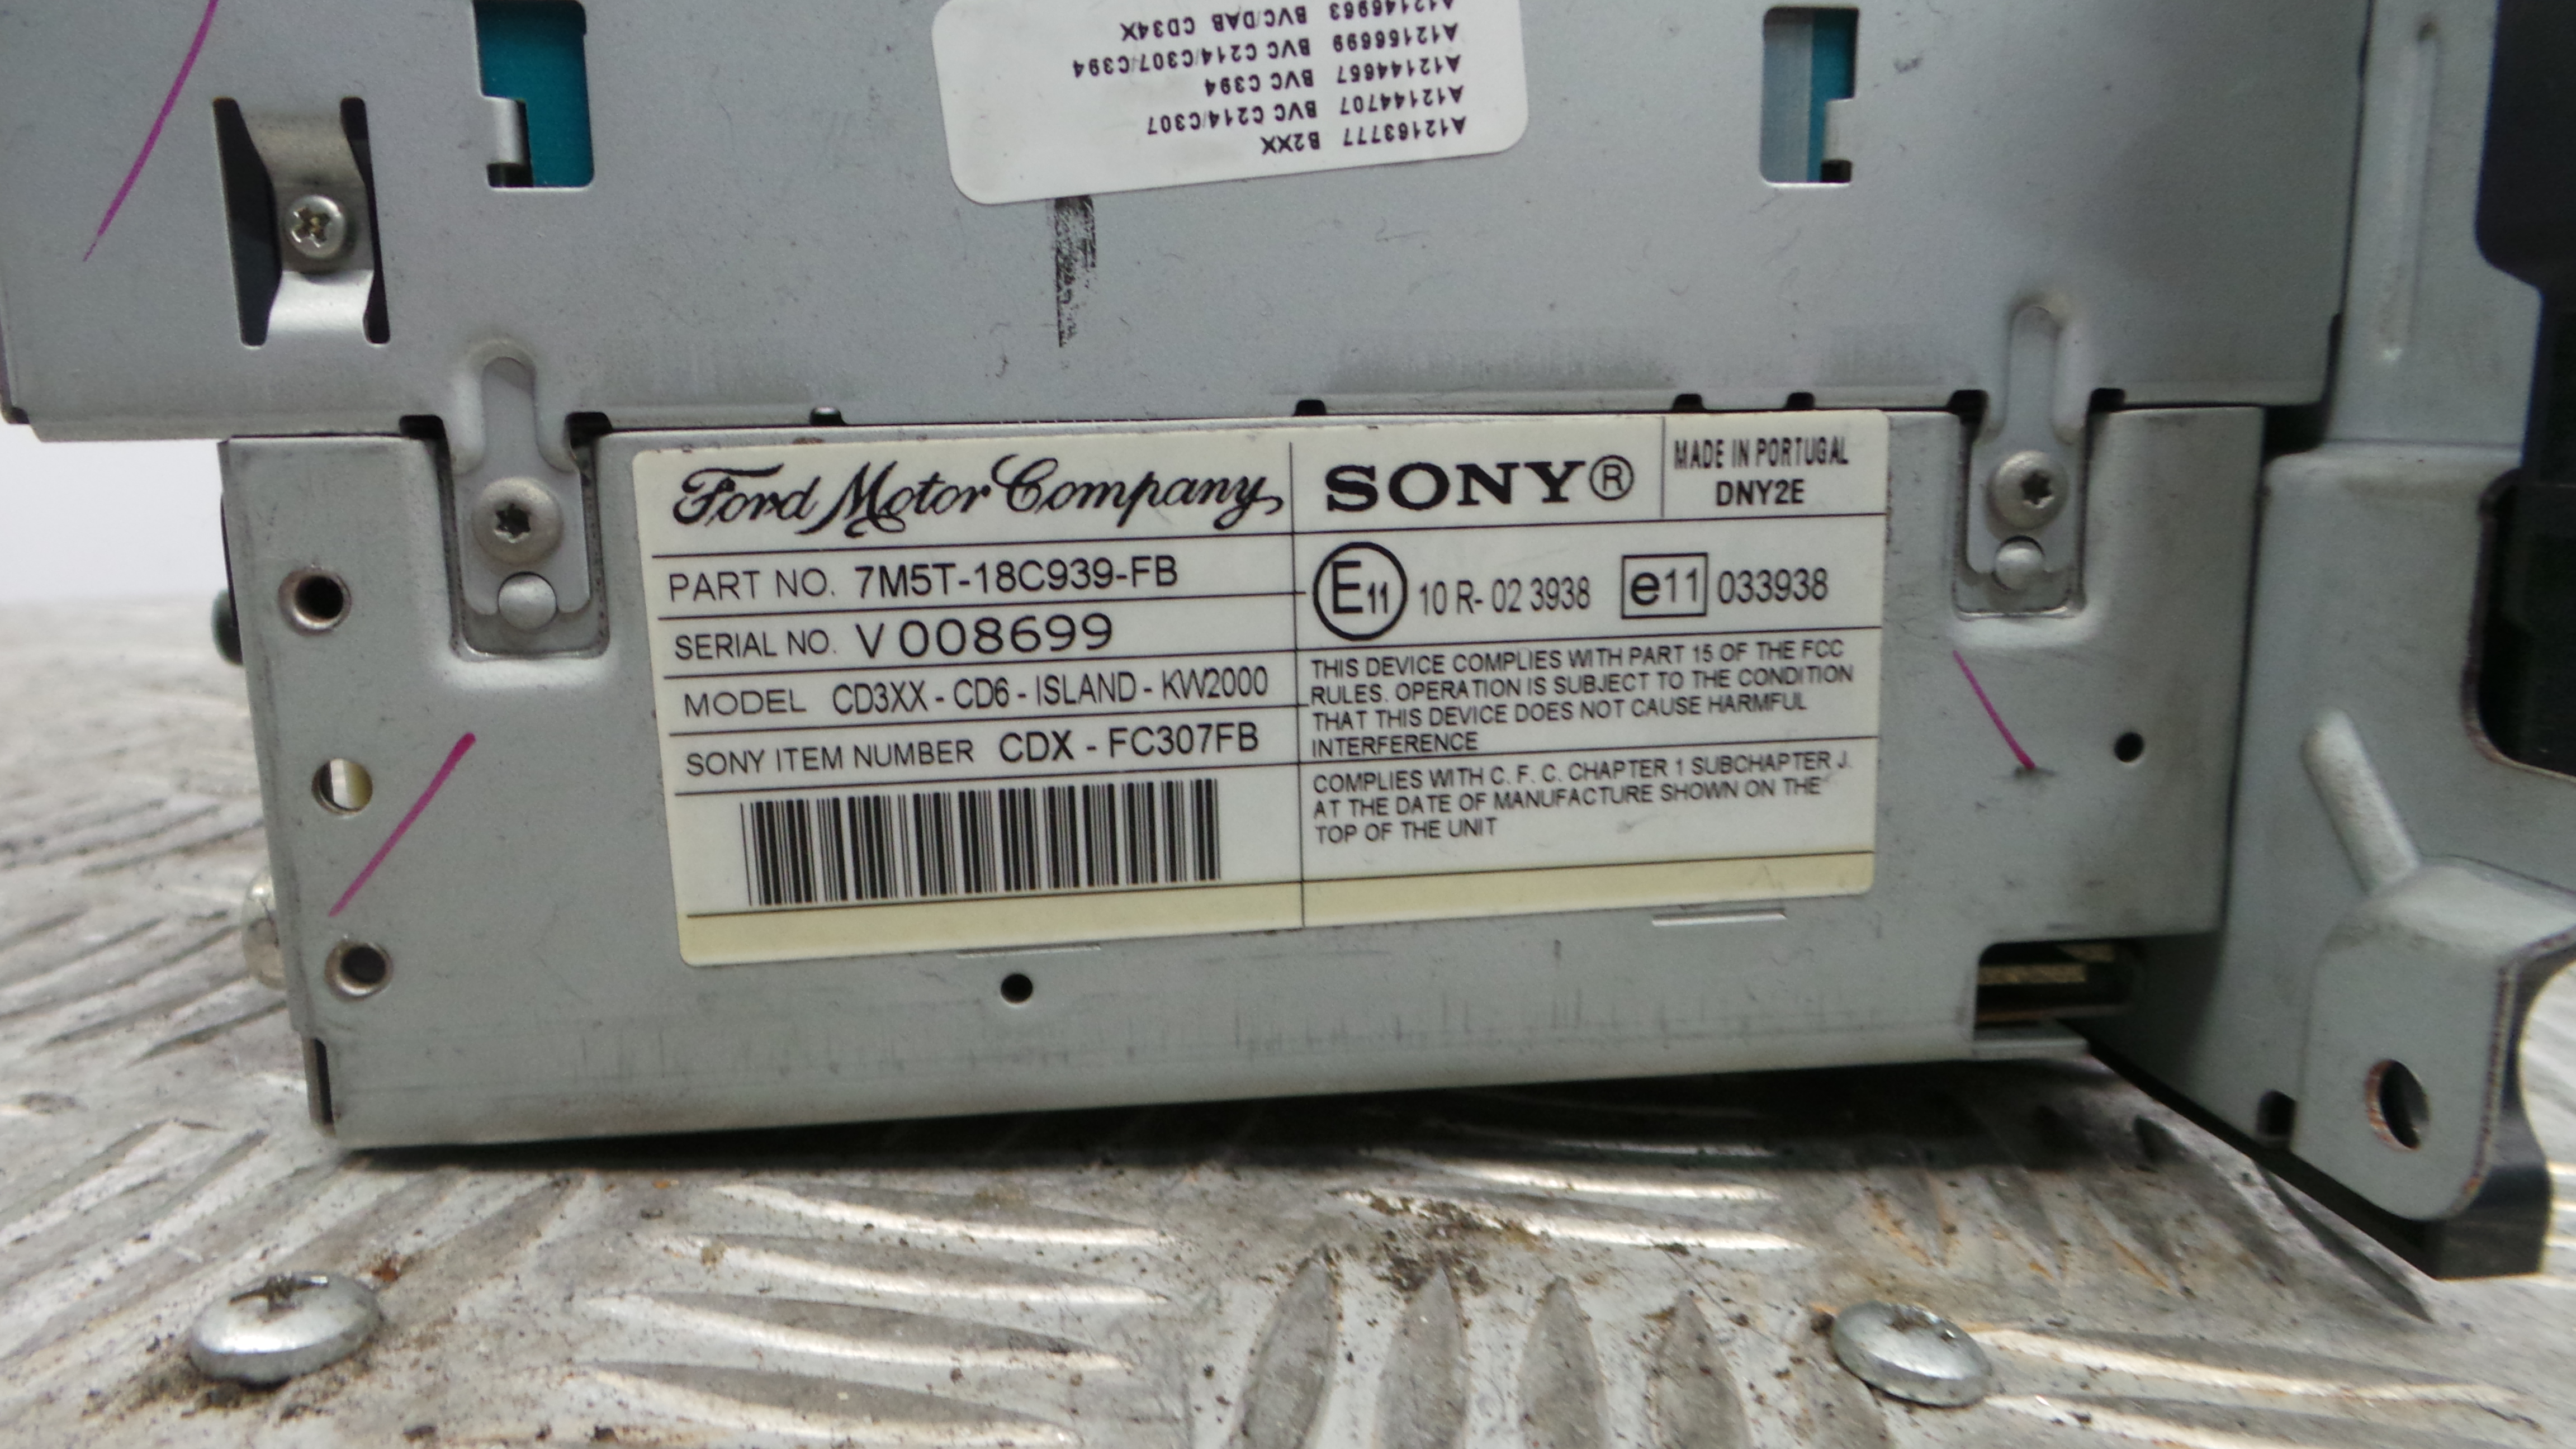 A12163777 B2XX
A12144707 BVC C214/C307
A12144667 BVC C394
A12156699 BVC C214/C307/C394
A12146963 BVC/DAB CD34X
Ford Motor Company
PART NO. 7M5T-18C939-FB
SERIAL NO. V008699
MODEL CD3XX - CD6 - ISLAND - KW2000
SONY ITEM NUMBER CDX - FC307FB
SONY®
MADE IN PORTUGAL
DNY2E
E11 10 R- 02 3938 e11 033938
THIS DEVICE COMPLIES WITH PART 15 OF THE FCC
RULES. OPERATION IS SUBJECT TO THE CONDITION
THAT THIS DEVICE DOES NOT CAUSE HARMFUL
INTERFERENCE
COMPLIES WITH C. F. C. CHAPTER 1 SUBCHAPTER J.
AT THE DATE OF MANUFACTURE SHOWN ON THE
TOP OF THE UNIT